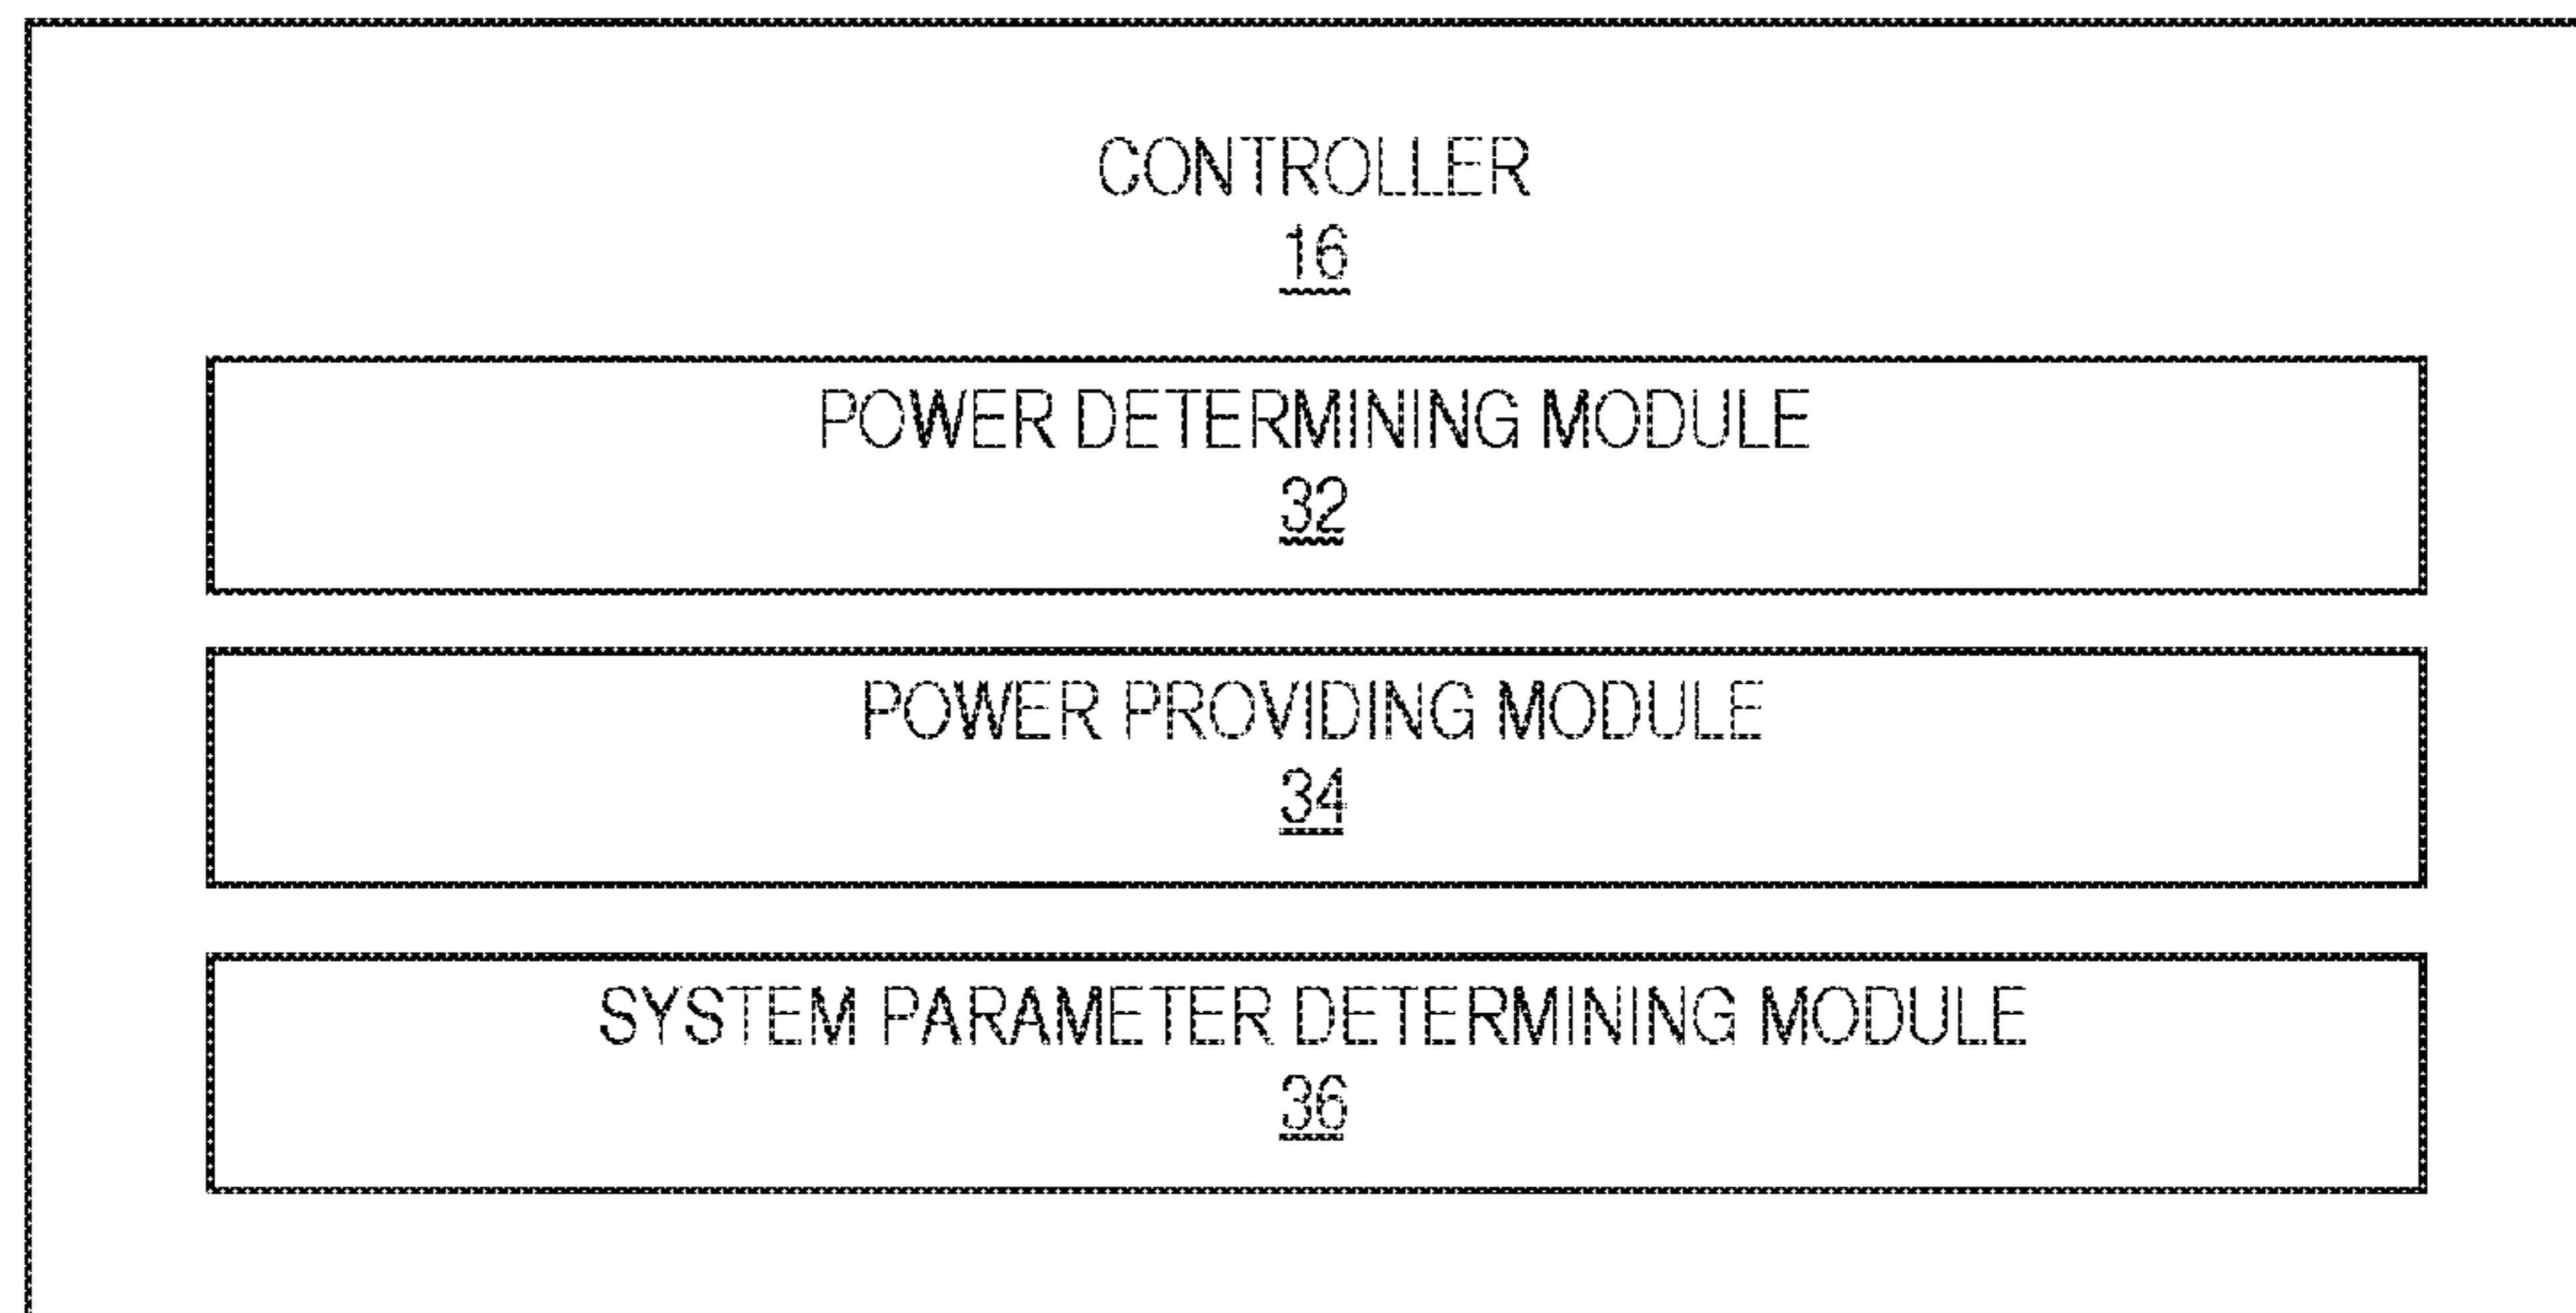 CONTROLLER
16
POWER DETERMINING MODULE
32
POWER PROVIDING MODULE
34
SYSTEM PARAMETER DETERMINING MODULE
36